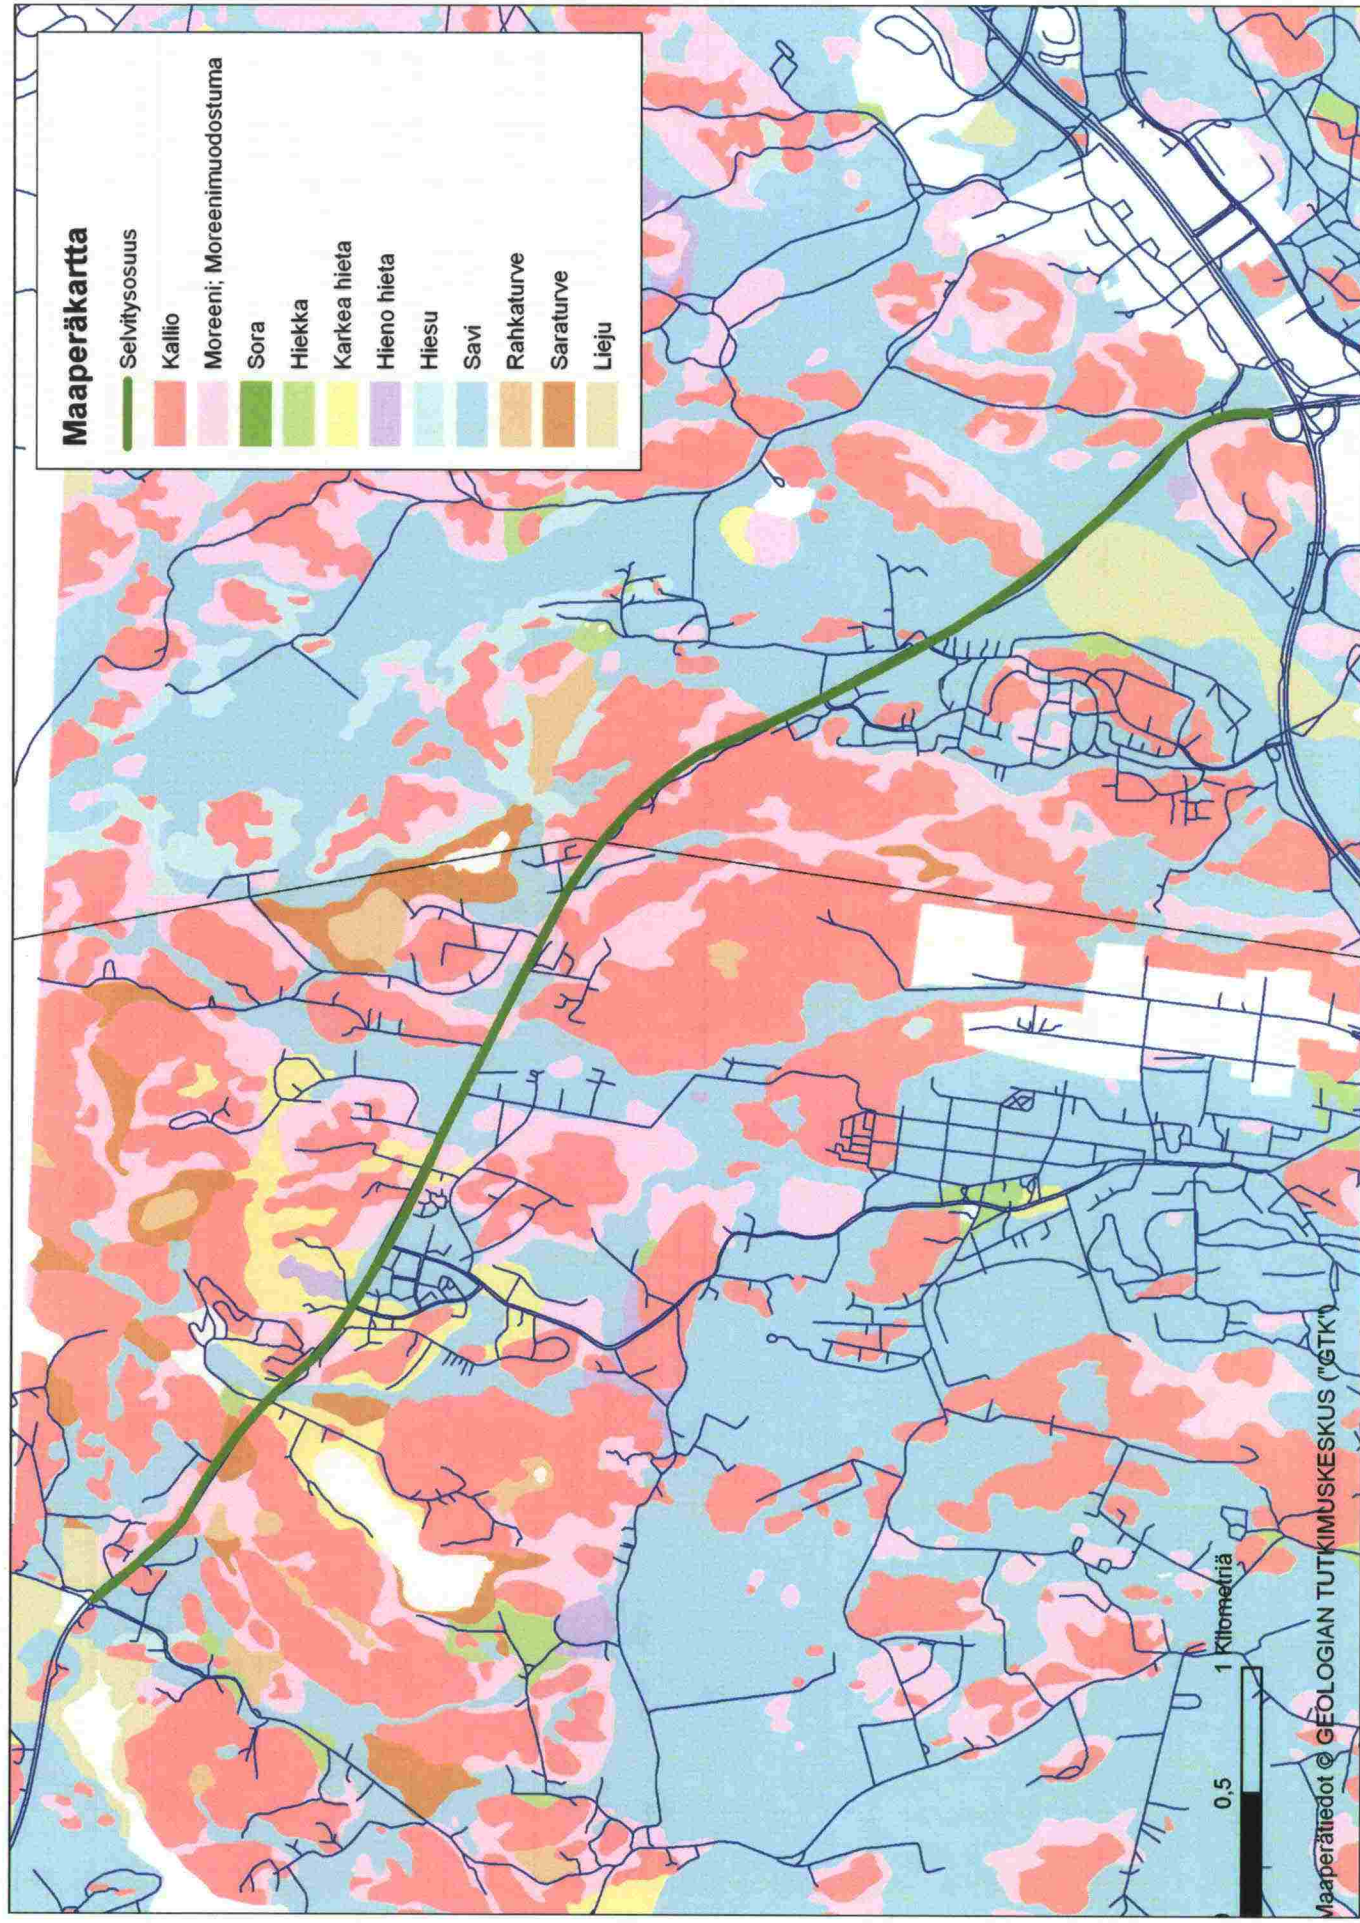 Maaperäkartta
Selvitysosuus
Kallio
Moreeni; Moreenimuodostuma
Sora
Hiekka
Karkea hieta
Hieno hieta
Hiesu
Savi
Rahkaturve
Saraturve
Lieju
0,5
1 Kilometriä
Maaperätiedot © GEOLOGIAN TUTKIMUSKESKUS ("GTK")